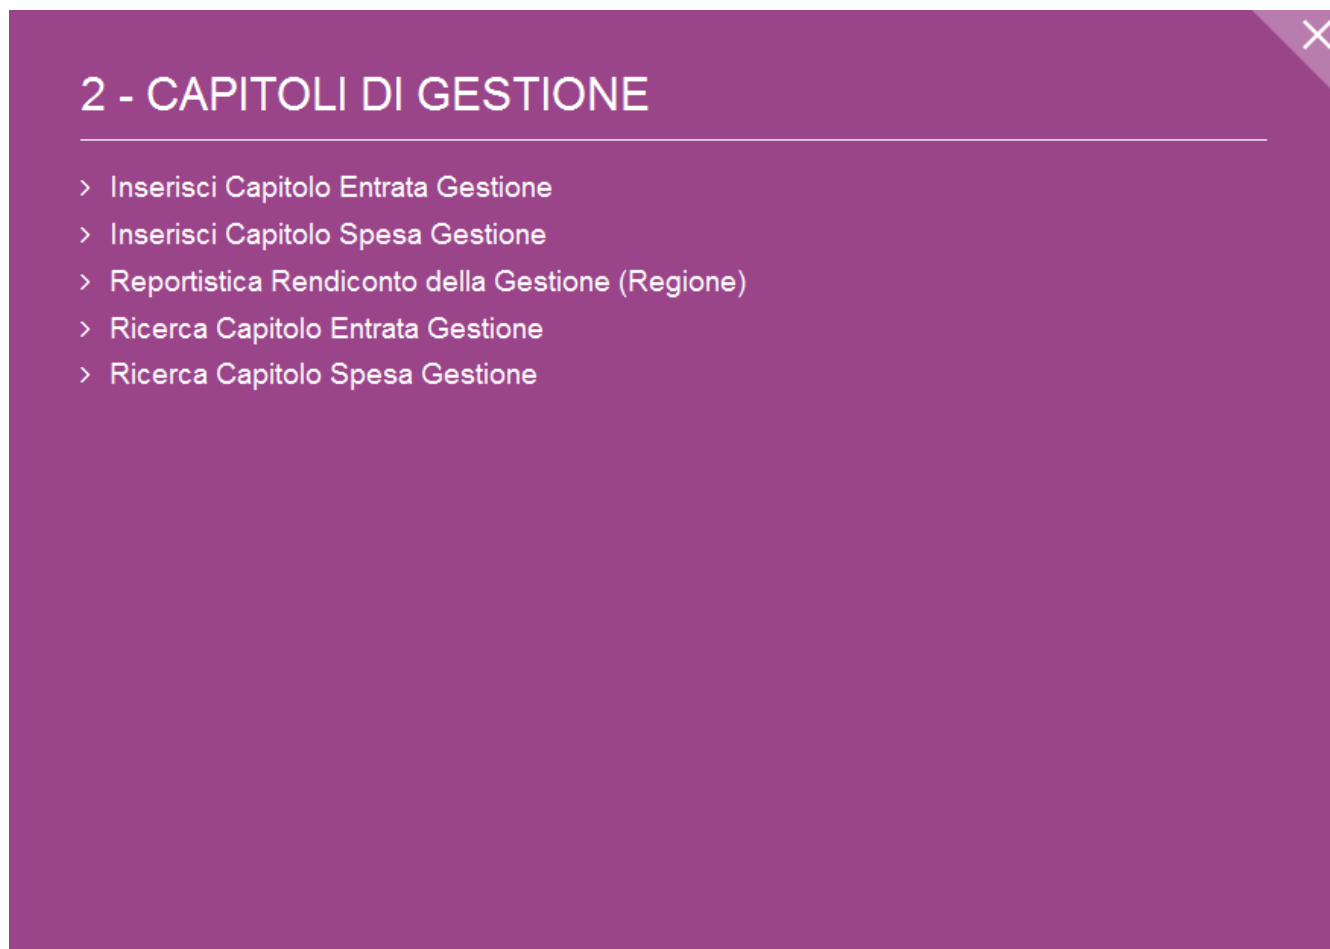 2 - CAPITOLI DI GESTIONE
Inserisci Capitolo Entrata Gestione
Inserisci Capitolo Spesa Gestione
Reportistica Rendiconto della Gestione (Regione)
Ricerca Capitolo Entrata Gestione
Ricerca Capitolo Spesa Gestione